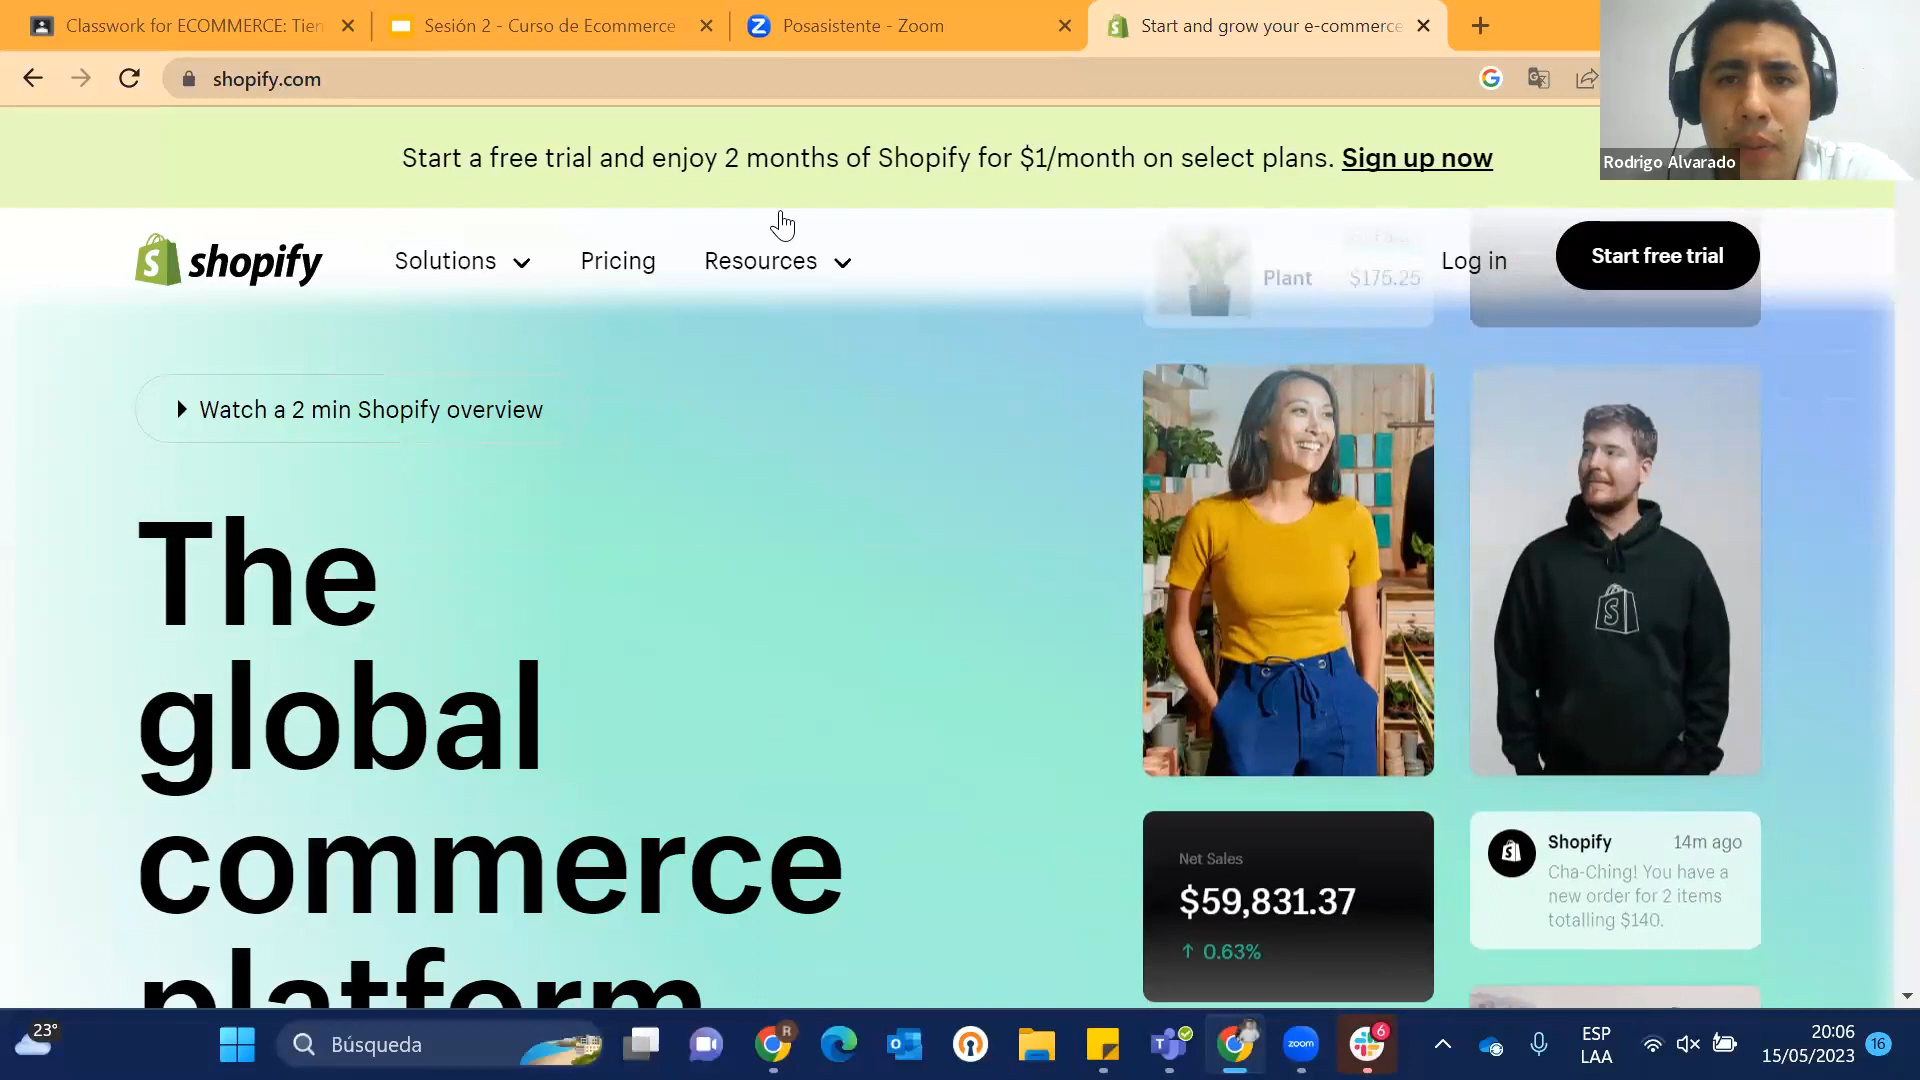 Classwork for ECOMMERCE: Tien
Sesión 2 - Curso de Ecommerce
Posasistente - Zoom
Start and grow your e-commerce
shopify.com
Rodrigo Alvarado
Start a free trial and enjoy 2 months of Shopify for $1/month on select plans. Sign up now
shopify
Solutions
Pricing
Resources
Plant
$175.25
Log in
Start free trial
Watch a 2 min Shopify overview
The
global
commerce
platform
Net Sales
$59,831.37
↑ 0.63%
Shopify
14m ago
Cha-Ching! You have a
new order for 2 items
totalling $140.
23°
Búsqueda
R
zoom
6
ESP
LAA
20:06
15/05/2023
16